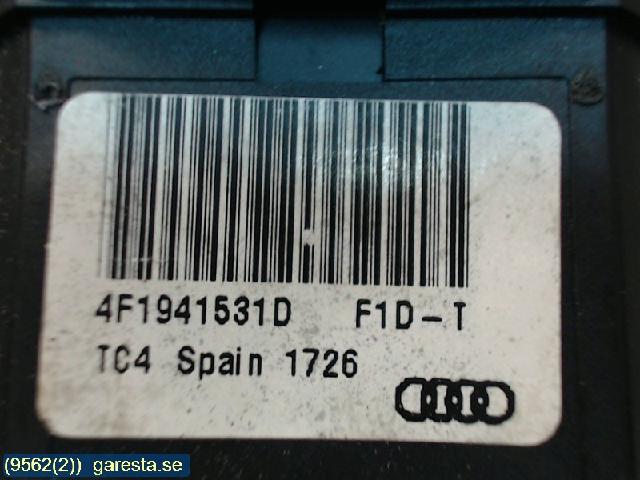 4F1941531D F1D-T
TC4 Spain 1726
(9562(2)) garesta.se